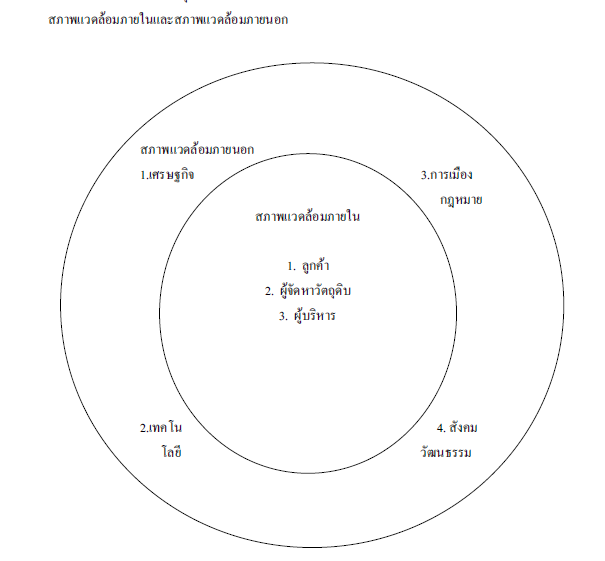 สภาพแวดล้อมภายในและสภาพแวดล้อมภายนอก
สภาพแวดล้อมภายนอก
1.เศรษฐกิจ
3.การเมือง
กฎหมาย
สภาพแวดล้อมภายใน
1. ลูกค้า
2. ผู้จัดหาวัตถุดิบ
3. ผู้บริหาร
2.เทคโน
โลยี
4. สังคม
วัฒนธรรม